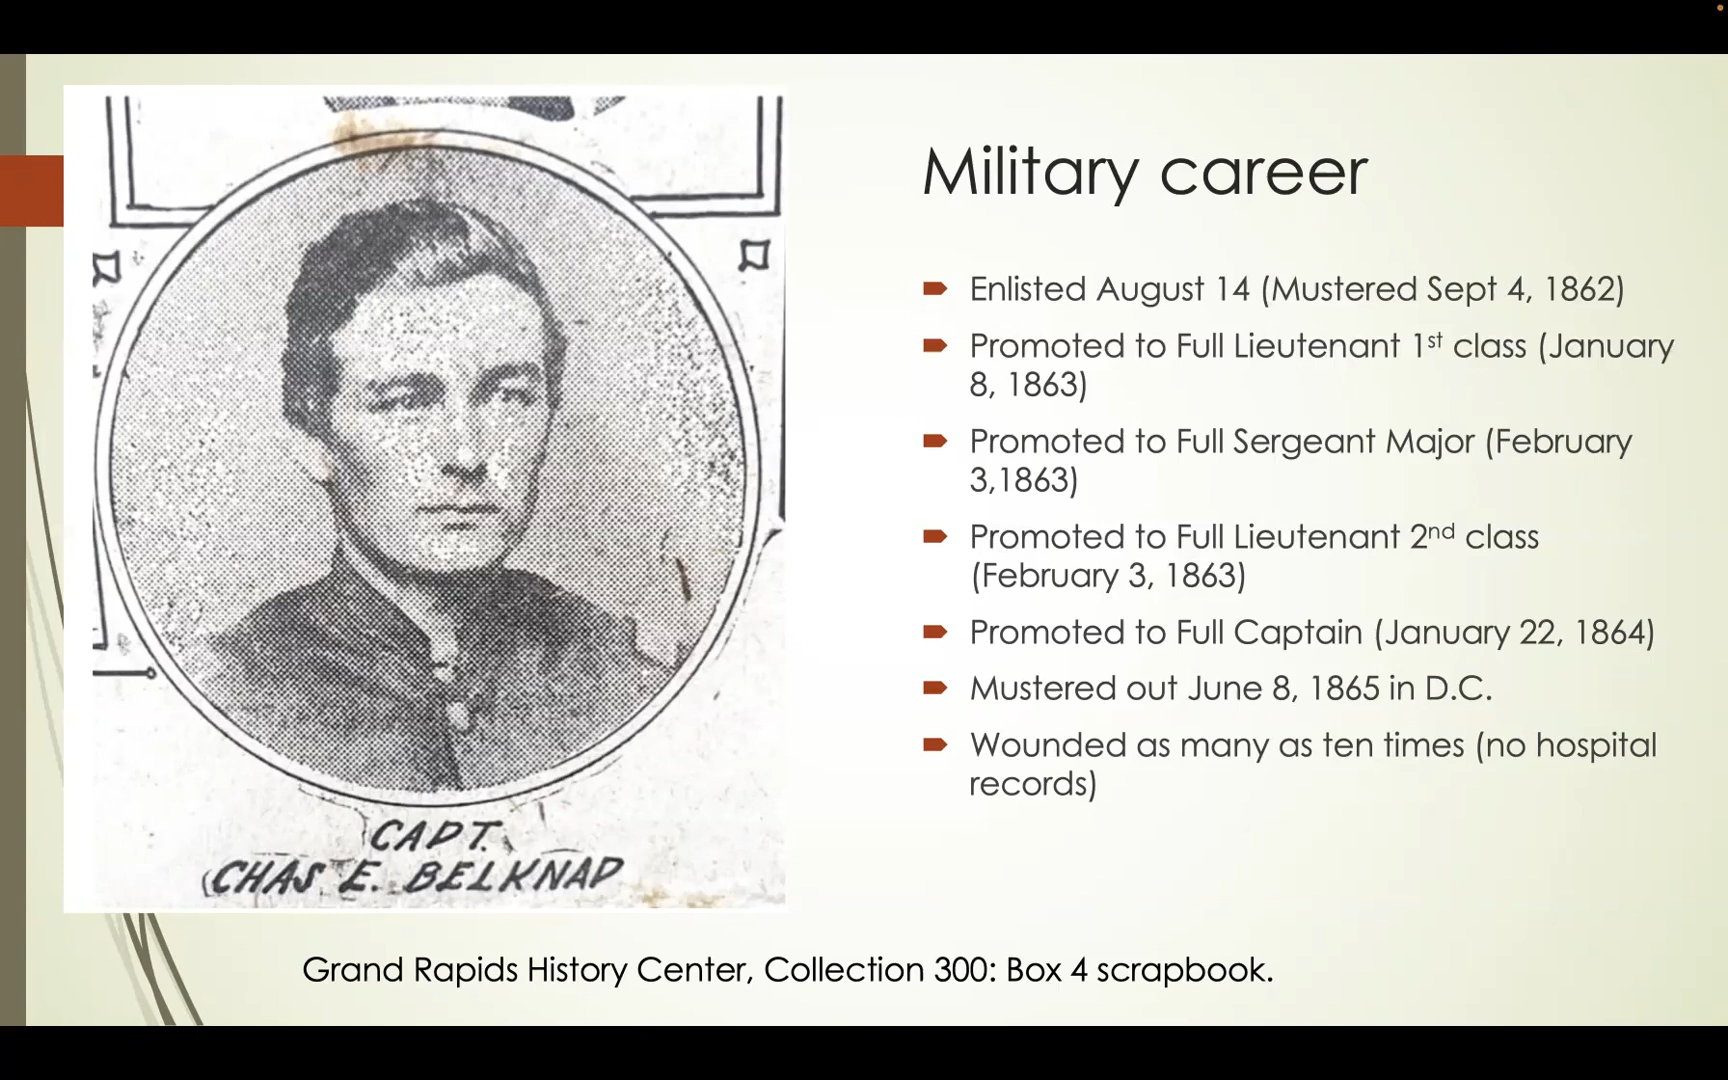 Military career
Enlisted August 14 (Mustered Sept 4, 1862)
Promoted to Full Lieutenant 1st class (January
8, 1863)
Promoted to Full Sergeant Major (February
3,1863)
Promoted to Full Lieutenant 2nd class
(February 3, 1863)
Promoted to Full Captain (January 22, 1864)
Mustered out June 8, 1865 in D.C.
Wounded as many as ten times (no hospital
records)
CAPT.
CHAS E. BELKNAP
Grand Rapids History Center, Collection 300: Box 4 scrapbook.